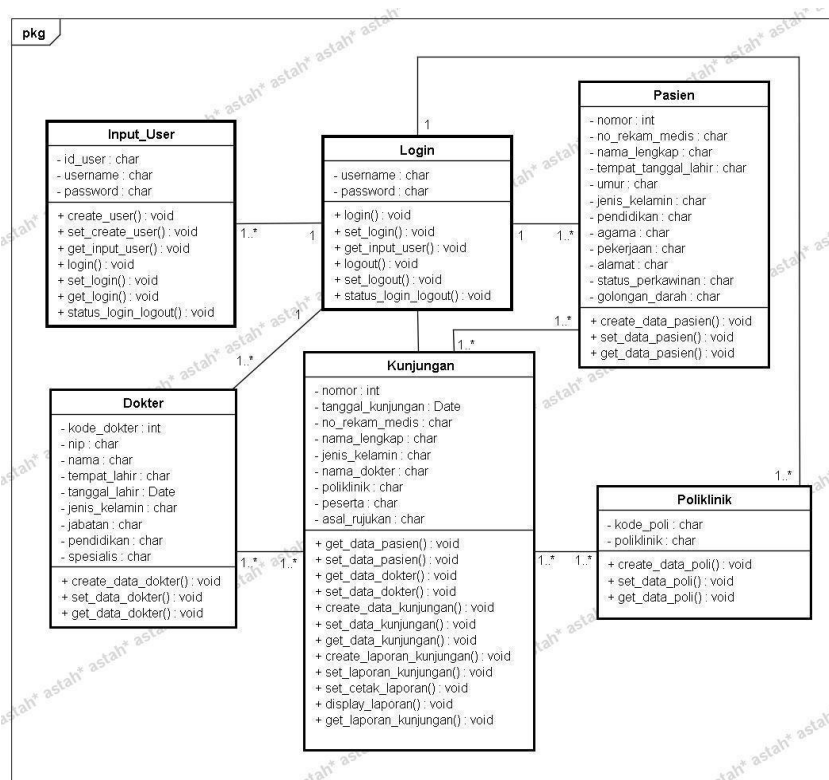 pkg
Input_User
- id_user : char
- username : char
- password : char
+ create_user() : void
+ set_create_user() : void
+ get_input_user() : void
+ login() : void
+ set_login() : void
+ get_login() : void
+ status_login_logout() : void
1..*
1
Login
- username : char
- password : char
+ login() : void
+ set_login() : void
+ get_input_user() : void
+ logout() : void
+ set_logout() : void
+ status_login_logout() : void
1
1
1..*
Pasien
- nomor : int
- no_rekam_medis : char
- nama_lengkap : char
- tempat_tanggal_lahir : char
- umur : char
- jenis_kelamin : char
- pendidikan : char
- agama : char
- pekerjaan : char
- alamat : char
- status_perkawinan : char
- golongan_darah : char
+ create_data_pasien() : void
+ set_data_pasien() : void
+ get_data_pasien() : void
1
1..*
1..*
1..*
Dokter
- kode_dokter : int
- nip : char
- nama : char
- tempat_lahir : char
- tanggal_lahir : Date
- jenis_kelamin : char
- jabatan : char
- pendidikan : char
- spesialis : char
+ create_data_dokter() : void
+ set_data_dokter() : void
+ get_data_dokter() : void
1..*
1..*
Kunjungan
- nomor : int
- tanggal_kunjungan : Date
- no_rekam_medis : char
- nama_lengkap : char
- jenis_kelamin : char
- nama_dokter : char
- poliklinik : char
- peserta : char
- asal_rujukan : char
+ get_data_pasien() : void
+ set_data_pasien() : void
+ get_data_dokter() : void
+ set_data_dokter() : void
+ create_data_kunjungan() : void
+ set_data_kunjungan() : void
+ get_data_kunjungan() : void
+ create_laporan_kunjungan() : void
+ set_laporan_kunjungan() : void
+ set_cetak_laporan() : void
+ display_laporan() : void
+ get_laporan_kunjungan() : void
1..*
1..*
1..*
Poliklinik
- kode_poli : char
- poliklinik : char
+ create_data_poli() : void
+ set_data_poli() : void
+ get_data_poli() : void
astah* astah* astah* astah*
astah* astah* astah*